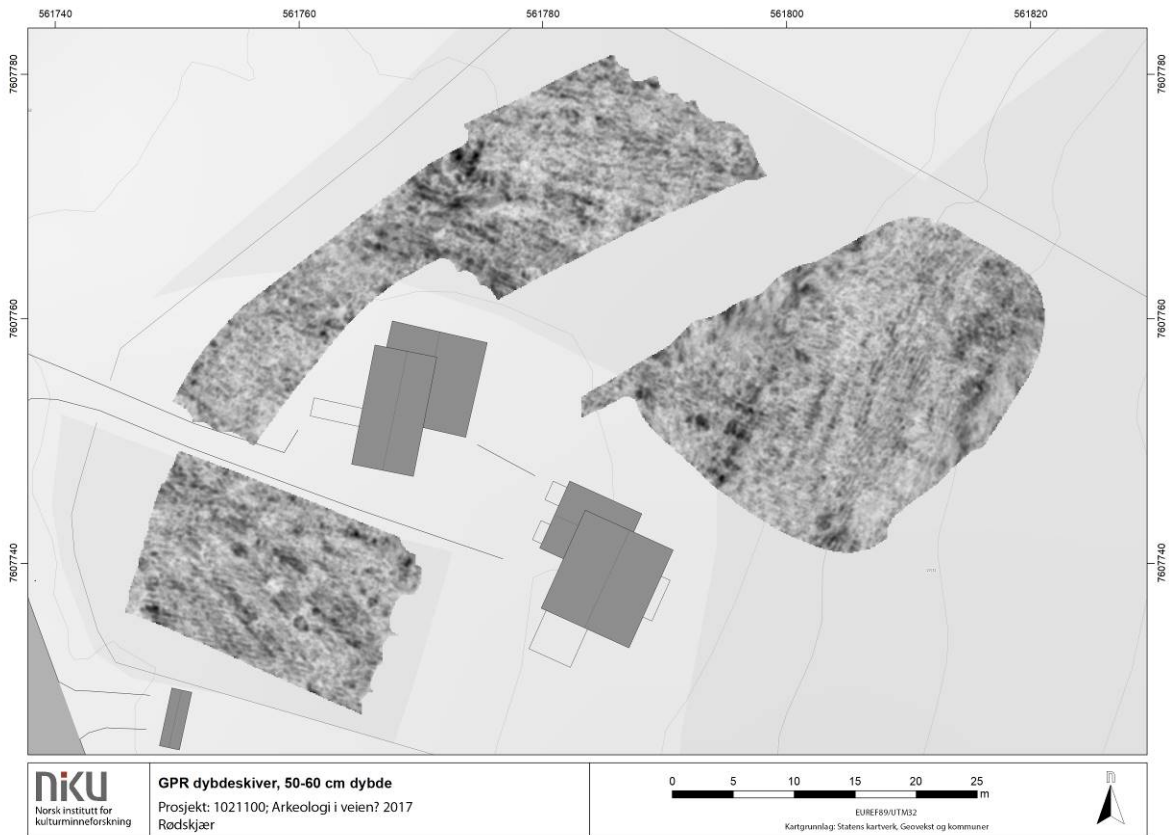 561740 561760 561780 561800 561820
7607780 7607780
7607760 7607760
7607740 7607740
niku
Norsk institutt for
kulturminneforskning
GPR dybdeskiver, 50-60 cm dybde
Prosjekt: 1021100; Arkeologi i veien? 2017
Rødskjær
0 5 10 15 20 25
m
EUREF89/UTM32
Kartgrunnlag: Statens kartverk, Geovekst og kommuner
n